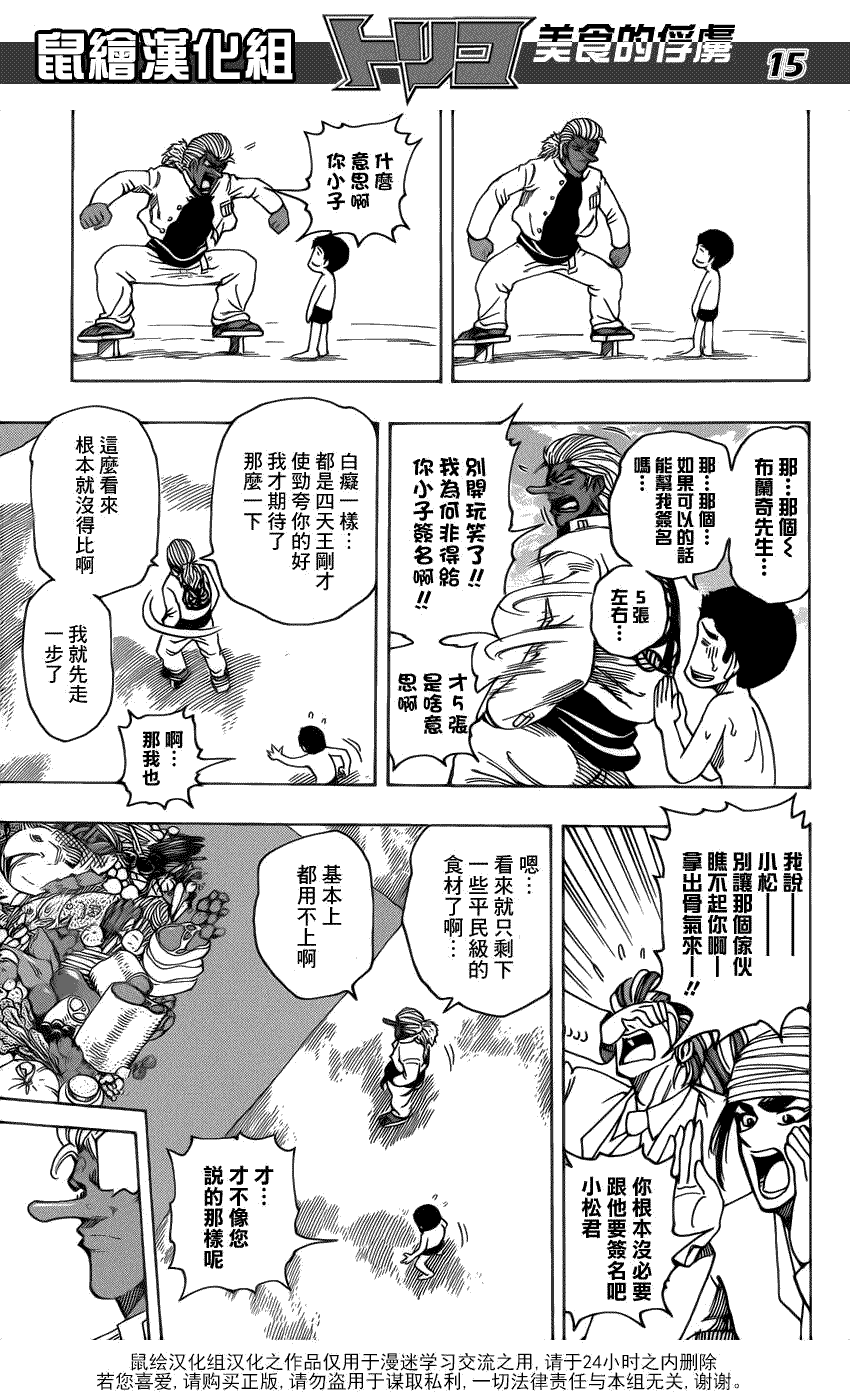 鼠繪漢化組
トリコ
美食的俘虜
15
什麼
意思啊
你小子
那…那個~
布蘭奇先生…
那…那個…
如果可以的話
能幫我簽名
嗎…
5張
左右…
別開玩笑了!!
我為何非得給
你小子簽名啊!!
才5張
是啥意
思啊
白癡一樣…
都是四天王剛才
使勁夸你的好
我才期待了
那麼一下
這麼看來
根本就沒得比啊
我就先走
一步了
啊…
那我也
我說——
小松——
別讓那個傢伙
瞧不起你啊—
拿出骨氣來—!!
你根本沒必要
跟他要簽名吧
小松君
嗯…
看來就只剩下
一些平民級的
食材了啊…
基本上
都用不上啊
才…
才不像您
説的那樣呢
鼠绘汉化组汉化之作品仅用于漫迷学习交流之用, 请于24小时之内删除
若您喜爱, 请购买正版, 请勿盗用于谋取私利, 一切法律责任与本组无关, 谢谢。